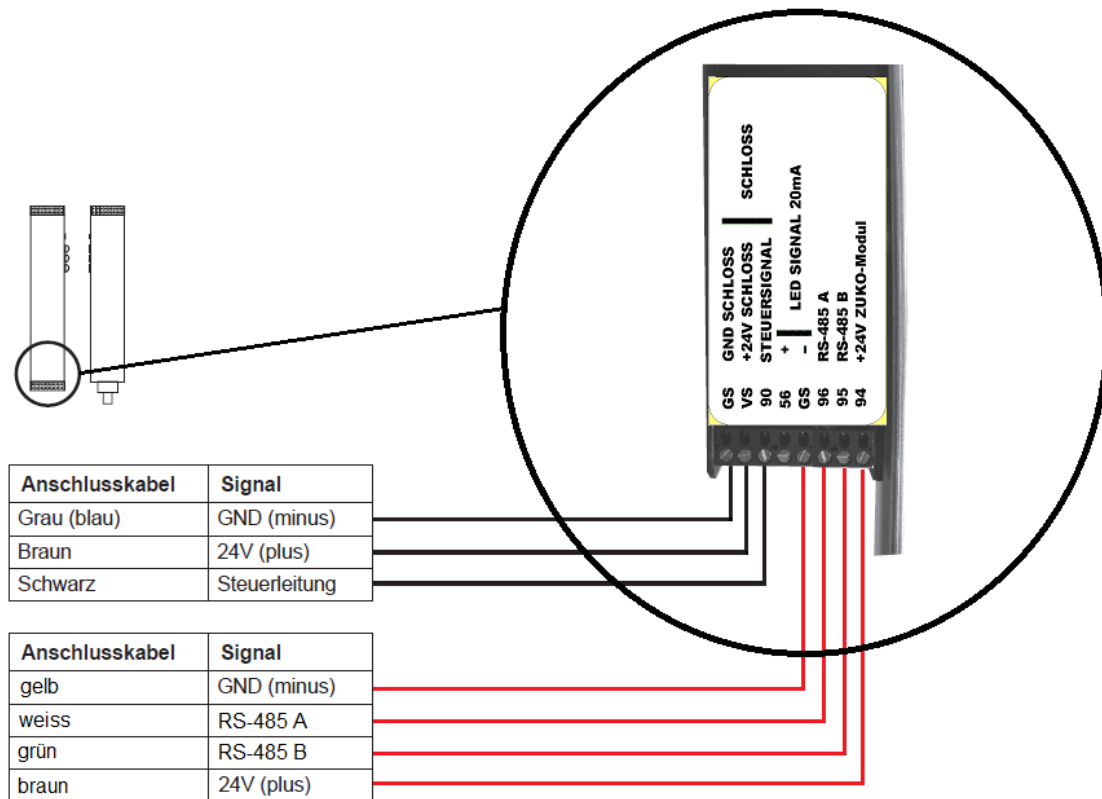 GS GND SCHLOSS
VS +24V SCHLOSS
90 STEUERSIGNAL
SCHLOSS
56 +
GS –
LED SIGNAL 20mA
96 RS-485 A
95 RS-485 B
94 +24V ZUKO-Modul
Anschlusskabel Signal
Grau (blau) GND (minus)
Braun 24V (plus)
Schwarz Steuerleitung
Anschlusskabel Signal
gelb GND (minus)
weiss RS-485 A
grün RS-485 B
braun 24V (plus)